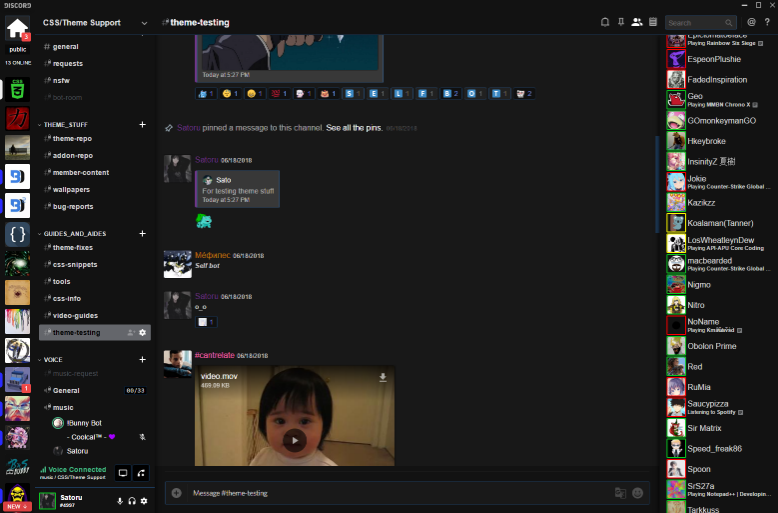 DISCORD
3
public
13 ONLINE
1
NEW
CSS/Theme Support
general
requests
nsfw
bot-room
THEME_STUFF
theme-repo
addon-repo
member-content
wallpapers
bug-reports
GUIDES_AND_AIDES
theme-fixes
css-snippets
tools
css-info
video-guides
theme-testing
VOICE
music-request
General
00/33
music
!Bunny Bot
- Coolcal™ -
Satoru
Voice Connected
music / CSS/Theme Support
Satoru
#4997
#theme-testing
Search
Today at 5:27 PM
1 1 1 1 1 1 S 1 E 1 L 1 F 1 B 2 O 1 T 1 2
Satoru pinned a message to this channel. See all the pins. 06/18/2018
Satoru 06/18/2018
Sato
For testing theme stuff
Today at 5:27 PM
Мёфилес 06/18/2018
Self bot
Satoru 06/18/2018
o_o
1
#cantrelate 06/18/2018
video.mov
469.09 KB
Message #theme-testing
Playing Rainbow Six Siege
EspeonPlushie
FadedInspiration
Geo
Playing MMBN Chrono X
GOmonkeymanGO
Hkeybroke
InsinityZ 夏樹
Jokie
Playing Counter-Strike Global ...
Kazikzz
Koalaman(Tanner)
LosWheatleynDew
Playing API-APU Core Coding
macbearded
Playing Counter-Strike Global ...
Nigmo
Nitro
NoName
Obolon Prime
Red
RuMia
Saucypizza
Listening to Spotify
Sir Matrix
Speed_freak86
Spoon
SrS27a
Playing Notepad++ | Developin...
Tarkkuss